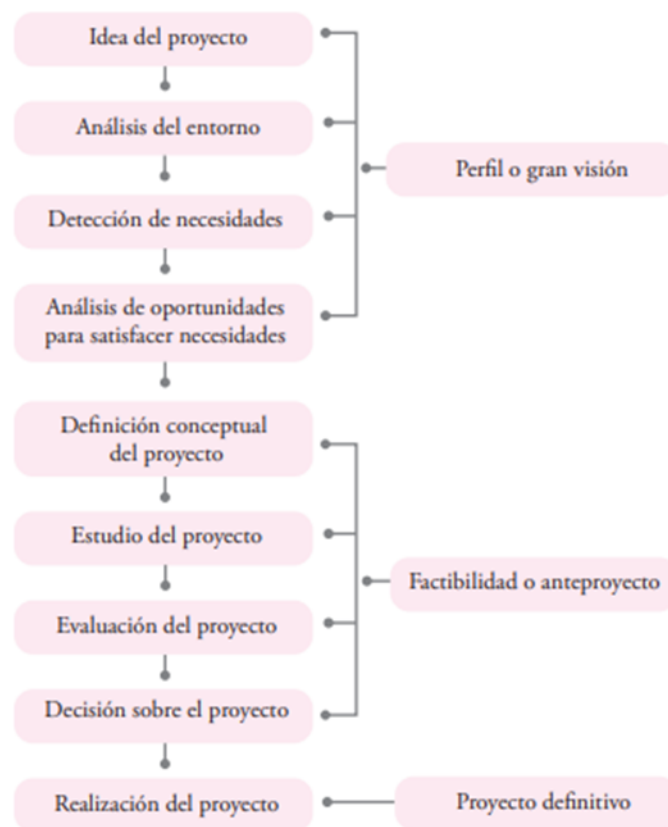 Idea del proyecto
Análisis del entorno
Perfil o gran visión
Detección de necesidades
Análisis de oportunidades
para satisfacer necesidades
Definición conceptual
del proyecto
Estudio del proyecto
Factibilidad o anteproyecto
Evaluación del proyecto
Decisión sobre el proyecto
Realización del proyecto
Proyecto definitivo